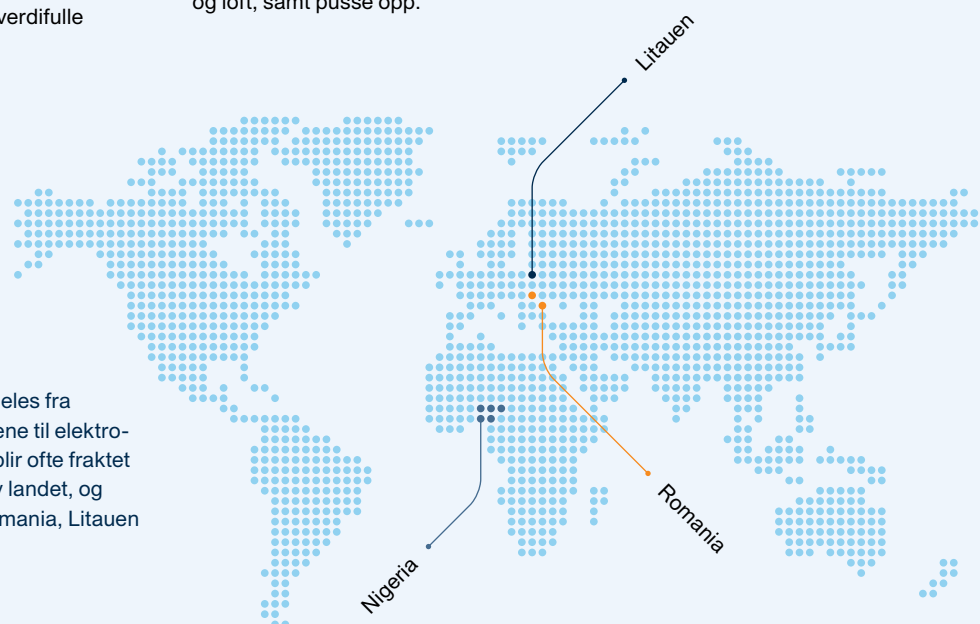 verdifulle
og loft, samt pusse opp.
Litauen
eles fra
ene til elektro-
blir ofte fraktet
landet, og
mania, Litauen
Romania
Nigeria